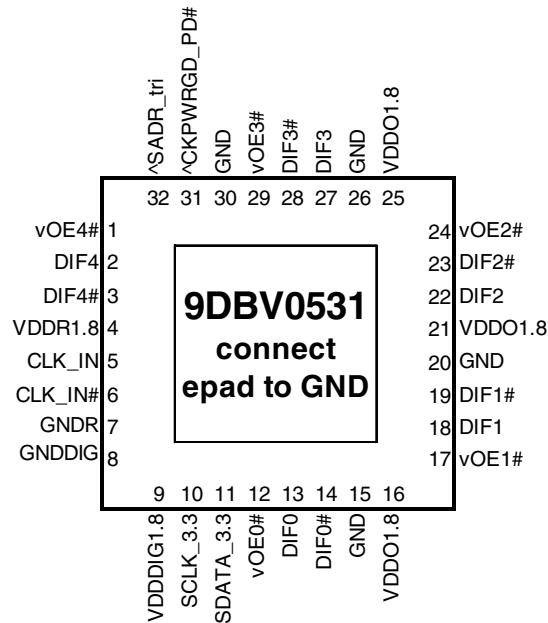 ^SADR_tri
^CKPWRGD_PD#
GND
vOE3#
DIF3#
DIF3
GND
VDDO1.8
32 31 30 29 28 27 26 25
vOE4# 1
DIF4 2
DIF4# 3
VDDR1.8 4
CLK_IN 5
CLK_IN# 6
GNDR 7
GNDDIG 8
9DBV0531
connect
epad to GND
24 vOE2#
23 DIF2#
22 DIF2
21 VDDO1.8
20 GND
19 DIF1#
18 DIF1
17 vOE1#
9 10 11 12 13 14 15 16
VDDDIG1.8
SCLK_3.3
SDATA_3.3
vOE0#
DIF0
DIF0#
GND
VDDO1.8